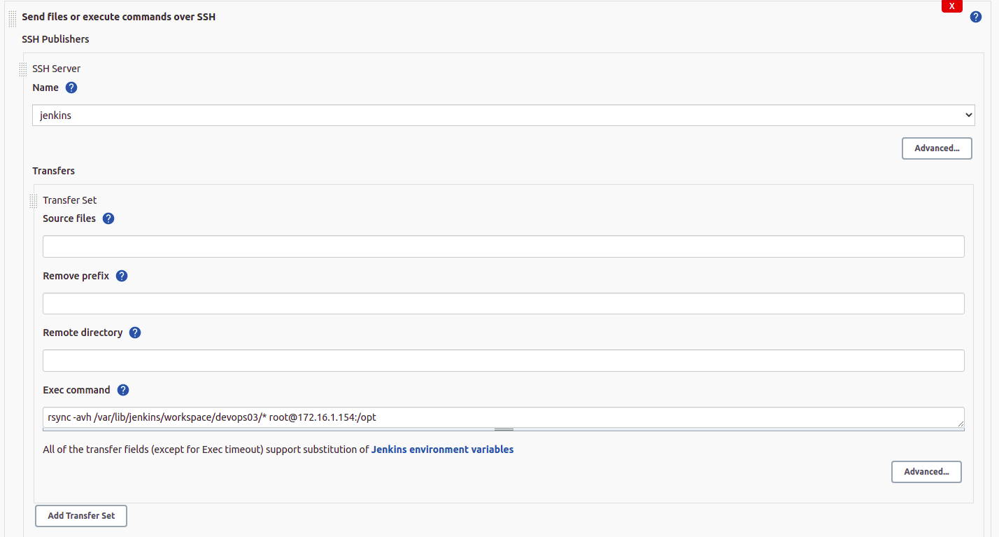 X
Send files or execute commands over SSH
?
SSH Publishers
SSH Server
Name ?
jenkins
Advanced...
Transfers
Transfer Set
Source files ?
Remove prefix ?
Remote directory ?
Exec command ?
rsync -avh /var/lib/jenkins/workspace/devops03/* root@172.16.1.154:/opt
All of the transfer fields (except for Exec timeout) support substitution of Jenkins environment variables
Advanced...
Add Transfer Set